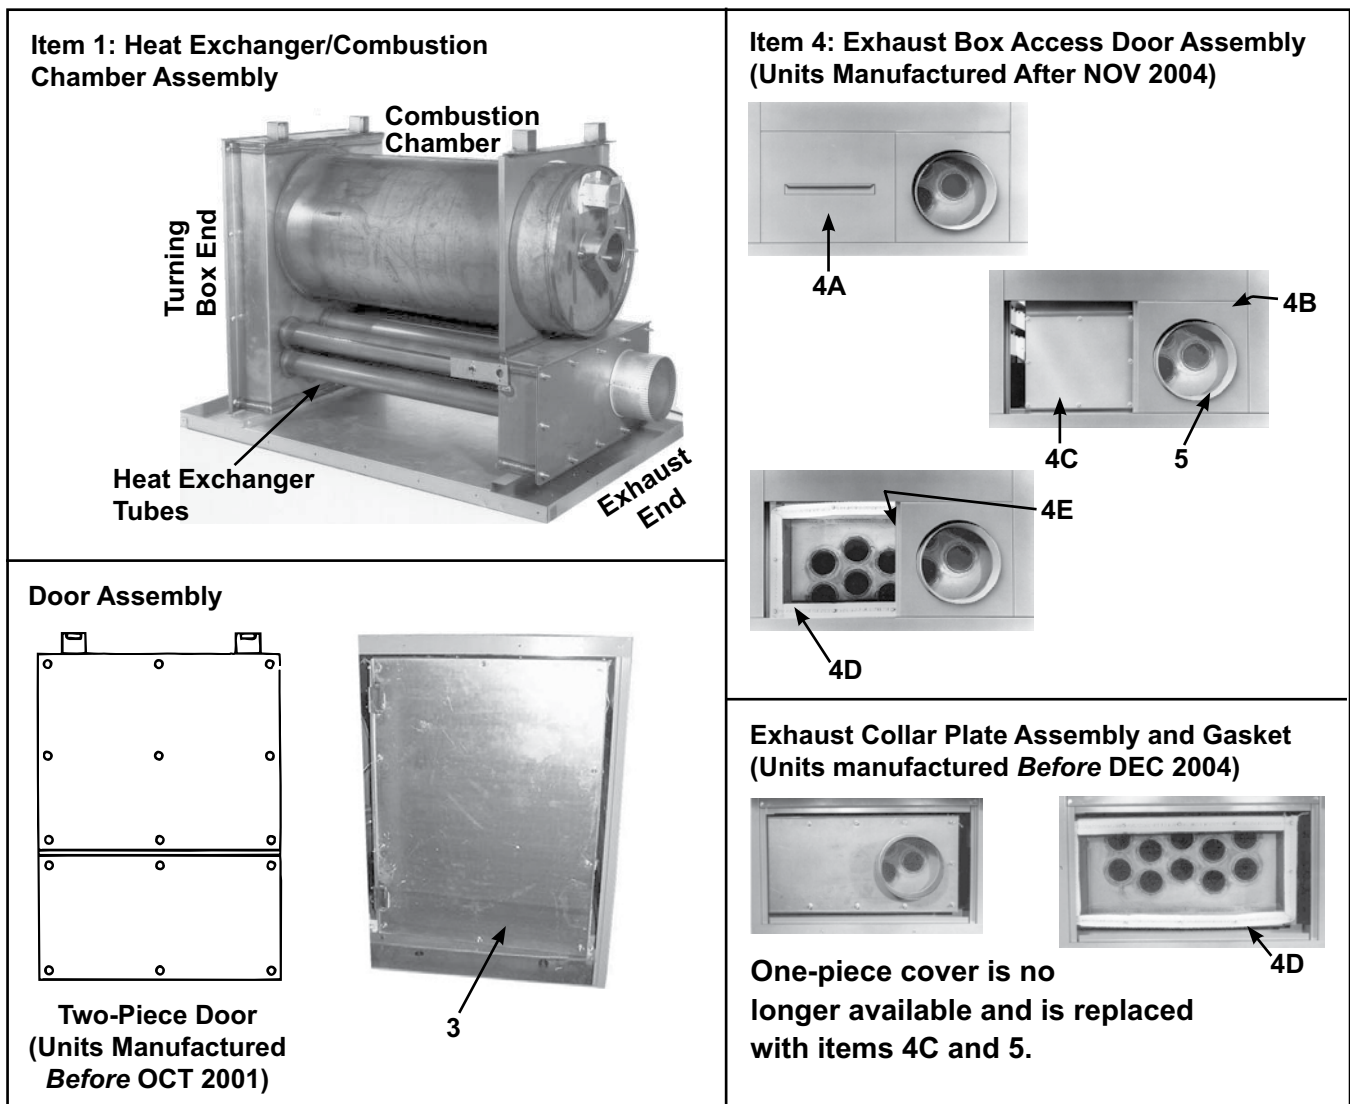 Item 1: Heat Exchanger/Combustion
Chamber Assembly
Combustion
Chamber
Turning
Box End
Heat Exchanger
Tubes
Exhaust
End
Door Assembly
Two-Piece Door
(Units Manufactured
Before OCT 2001)
3
Item 4: Exhaust Box Access Door Assembly
(Units Manufactured After NOV 2004)
4A
4B
4C
5
4E
4D
Exhaust Collar Plate Assembly and Gasket
(Units manufactured Before DEC 2004)
4D
One-piece cover is no
longer available and is replaced
with items 4C and 5.